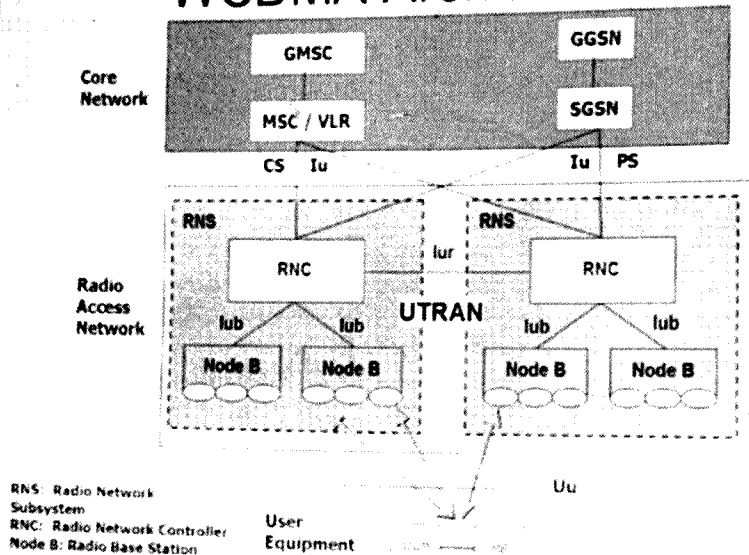 WCDMA
GMSC
GGSN
Core
Network
MSC / VLR
SGSN
CS Iu
Iu PS
RNS
RNS
RNC
Iur
RNC
Radio
Access
Network
UTRAN
Iub
Iub
Iub
Iub
Node B
Node B
Node B
Node B
Uu
RNS: Radio Network
Subsystem
RNC: Radio Network Controller
Node B: Radio Base Station
User
Equipment